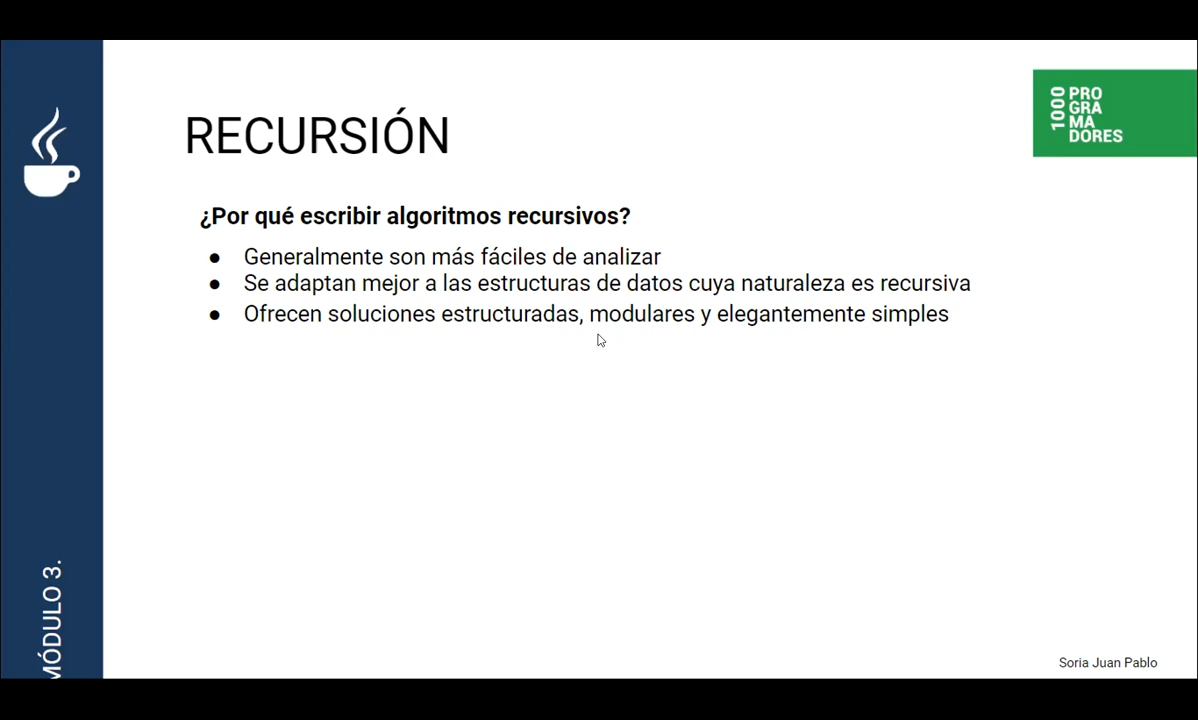 RECURSIÓN
1000
PRO
GRA
MA
DORES
¿Por qué escribir algoritmos recursivos?
● Generalmente son más fáciles de analizar
● Se adaptan mejor a las estructuras de datos cuya naturaleza es recursiva
● Ofrecen soluciones estructuradas, modulares y elegantemente simples
MÓDULO 3.
Soria Juan Pablo